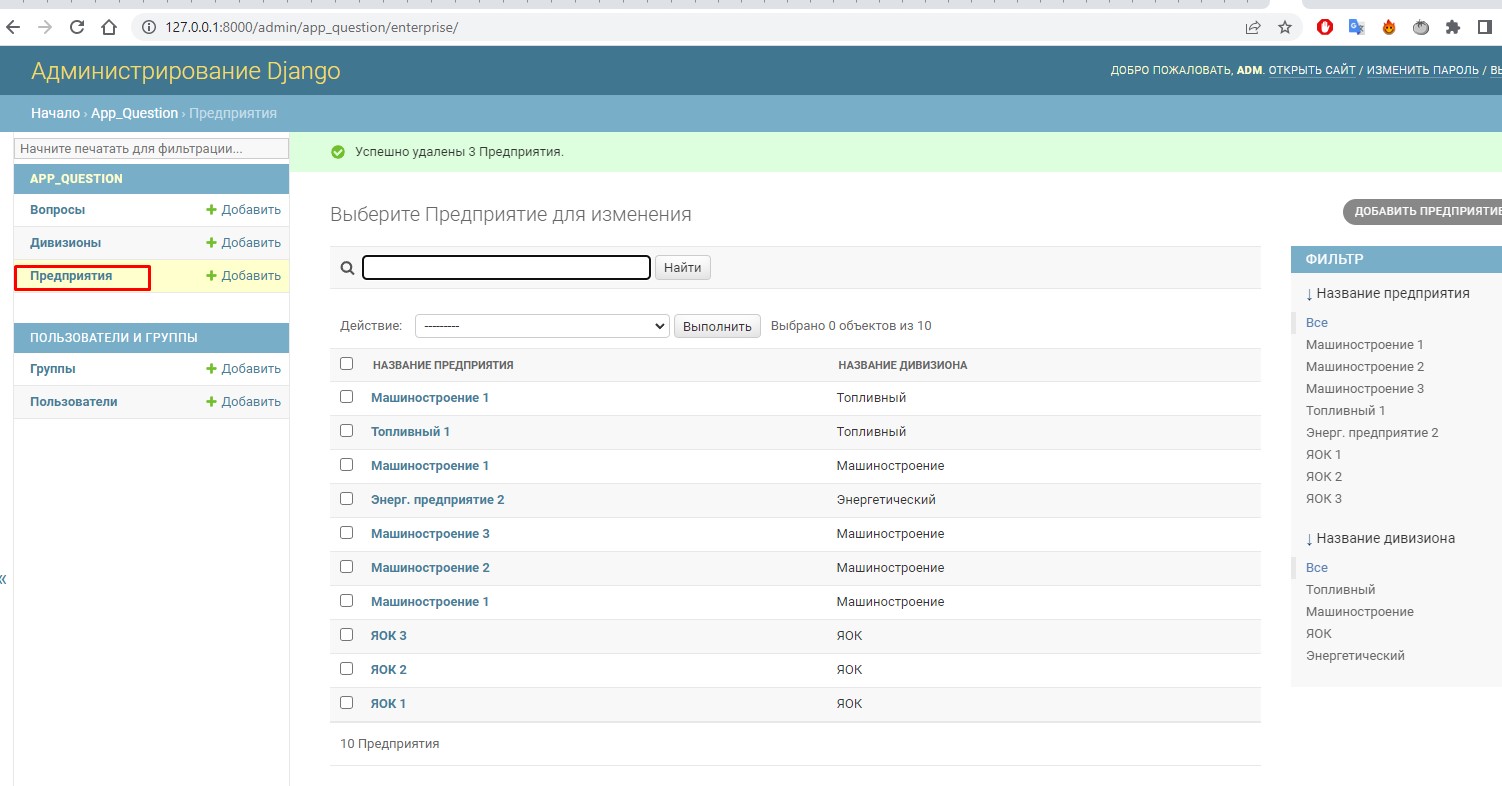 127.0.0.1:8000/admin/app_question/enterprise/
Администрирование Django
ДОБРО ПОЖАЛОВАТЬ, ADM. ОТКРЫТЬ САЙТ / ИЗМЕНИТЬ ПАРОЛЬ /
Начало › App_Question › Предприятия
Начните печатать для фильтрации...
APP_QUESTION
Вопросы + Добавить
Дивизионы + Добавить
Предприятия + Добавить
ПОЛЬЗОВАТЕЛИ И ГРУППЫ
Группы + Добавить
Пользователи + Добавить
«
Успешно удалены 3 Предприятия.
Выберите Предприятие для изменения
ДОБАВИТЬ ПРЕДПРИЯТИЕ
Найти
Действие: --------- Выполнить Выбрано 0 объектов из 10
НАЗВАНИЕ ПРЕДПРИЯТИЯ НАЗВАНИЕ ДИВИЗИОНА
Машиностроение 1 Топливный
Топливный 1 Топливный
Машиностроение 1 Машиностроение
Энерг. предприятие 2 Энергетический
Машиностроение 3 Машиностроение
Машиностроение 2 Машиностроение
Машиностроение 1 Машиностроение
ЯОК 3 ЯОК
ЯОК 2 ЯОК
ЯОК 1 ЯОК
10 Предприятия
ФИЛЬТР
↓ Название предприятия
Все
Машиностроение 1
Машиностроение 2
Машиностроение 3
Топливный 1
Энерг. предприятие 2
ЯОК 1
ЯОК 2
ЯОК 3
↓ Название дивизиона
Все
Топливный
Машиностроение
ЯОК
Энергетический